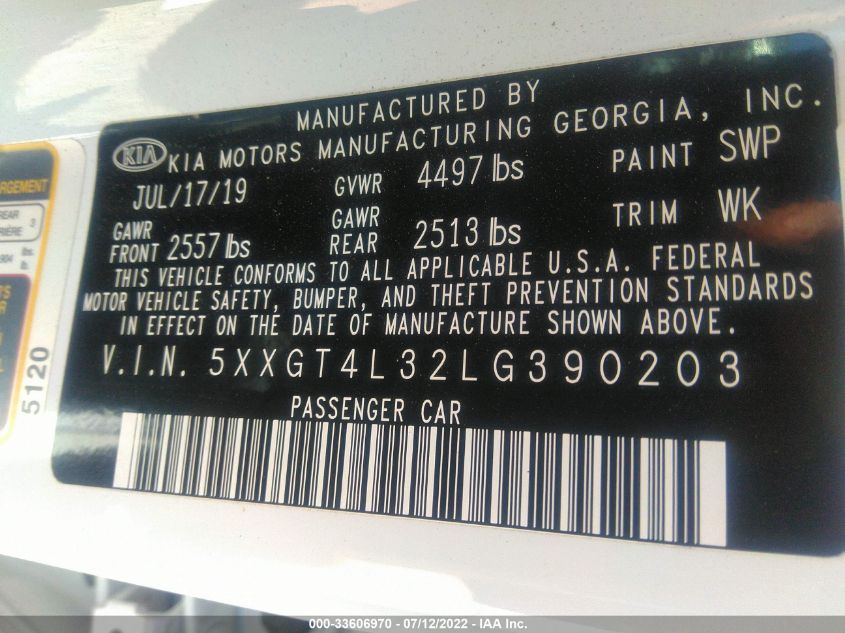 MANUFACTURED BY
KIA KIA MOTORS MANUFACTURING GEORGIA, INC.
JUL/17/19 GVWR 4497 lbs PAINT SWP
GAWR FRONT 2557 lbs GAWR REAR 2513 lbs TRIM WK
THIS VEHICLE CONFORMS TO ALL APPLICABLE U.S.A. FEDERAL
MOTOR VEHICLE SAFETY, BUMPER, AND THEFT PREVENTION STANDARDS
IN EFFECT ON THE DATE OF MANUFACTURE SHOWN ABOVE.
V.I.N. 5XXGT4L32LG390203
PASSENGER CAR
REAR 3
5120
000-33606970 - 07/12/2022 - IAA Inc.